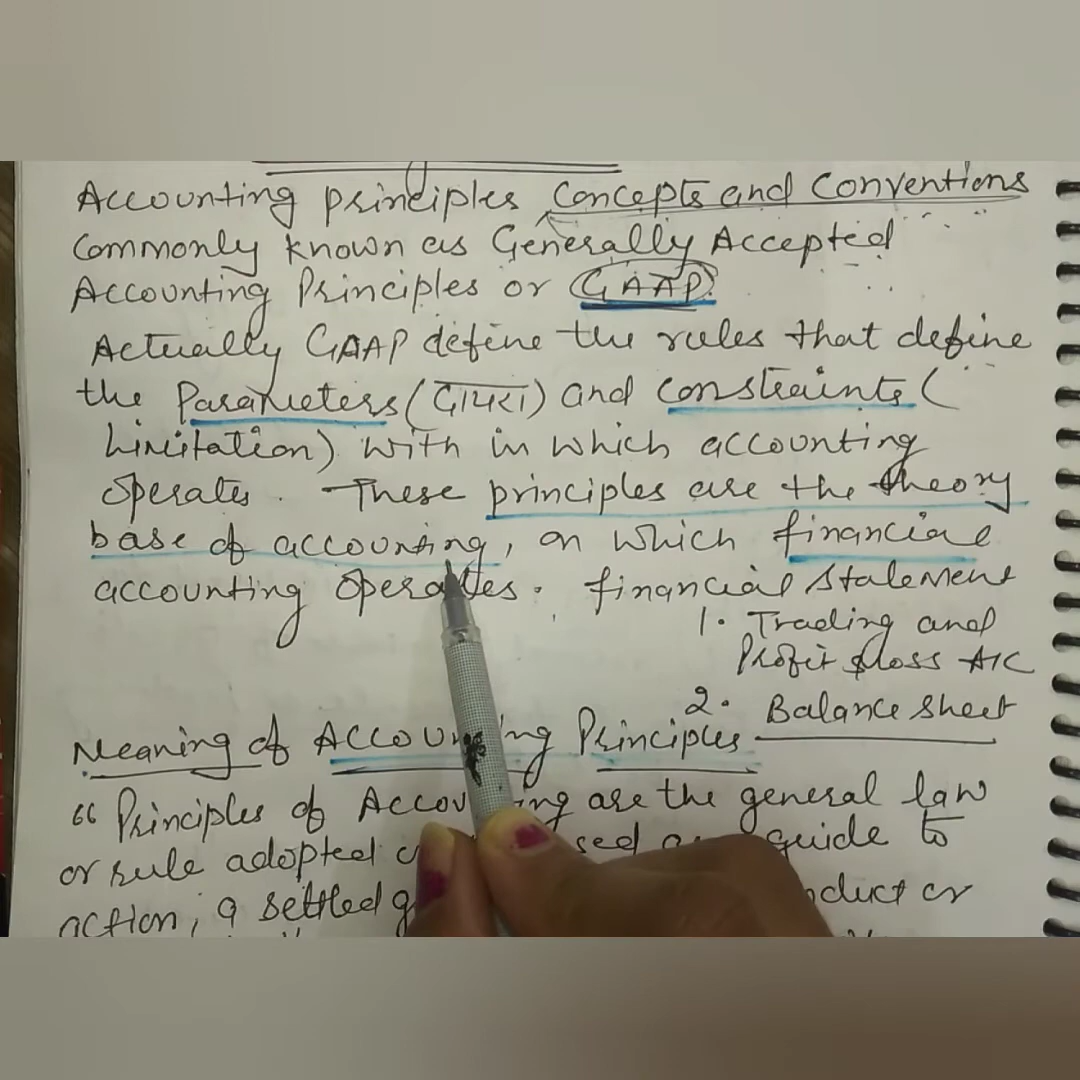 Accounting principles Concepts and Conventions
Commonly known as Generally Accepted
Accounting Principles or GAAP.
Actually GAAP define the rules that define
the Parameters (दायरा) and constraints (
Limitation) with in which accounting
operates. These principles are the theory
base of accounting, on which financial
accounting operates. financial statement
1. Trading and
Profit & Loss A/C
2. Balance sheet
Meaning of Accounting Principles
“ Principles of Accounting are the general law
or rule adopted guide to
action, a settled